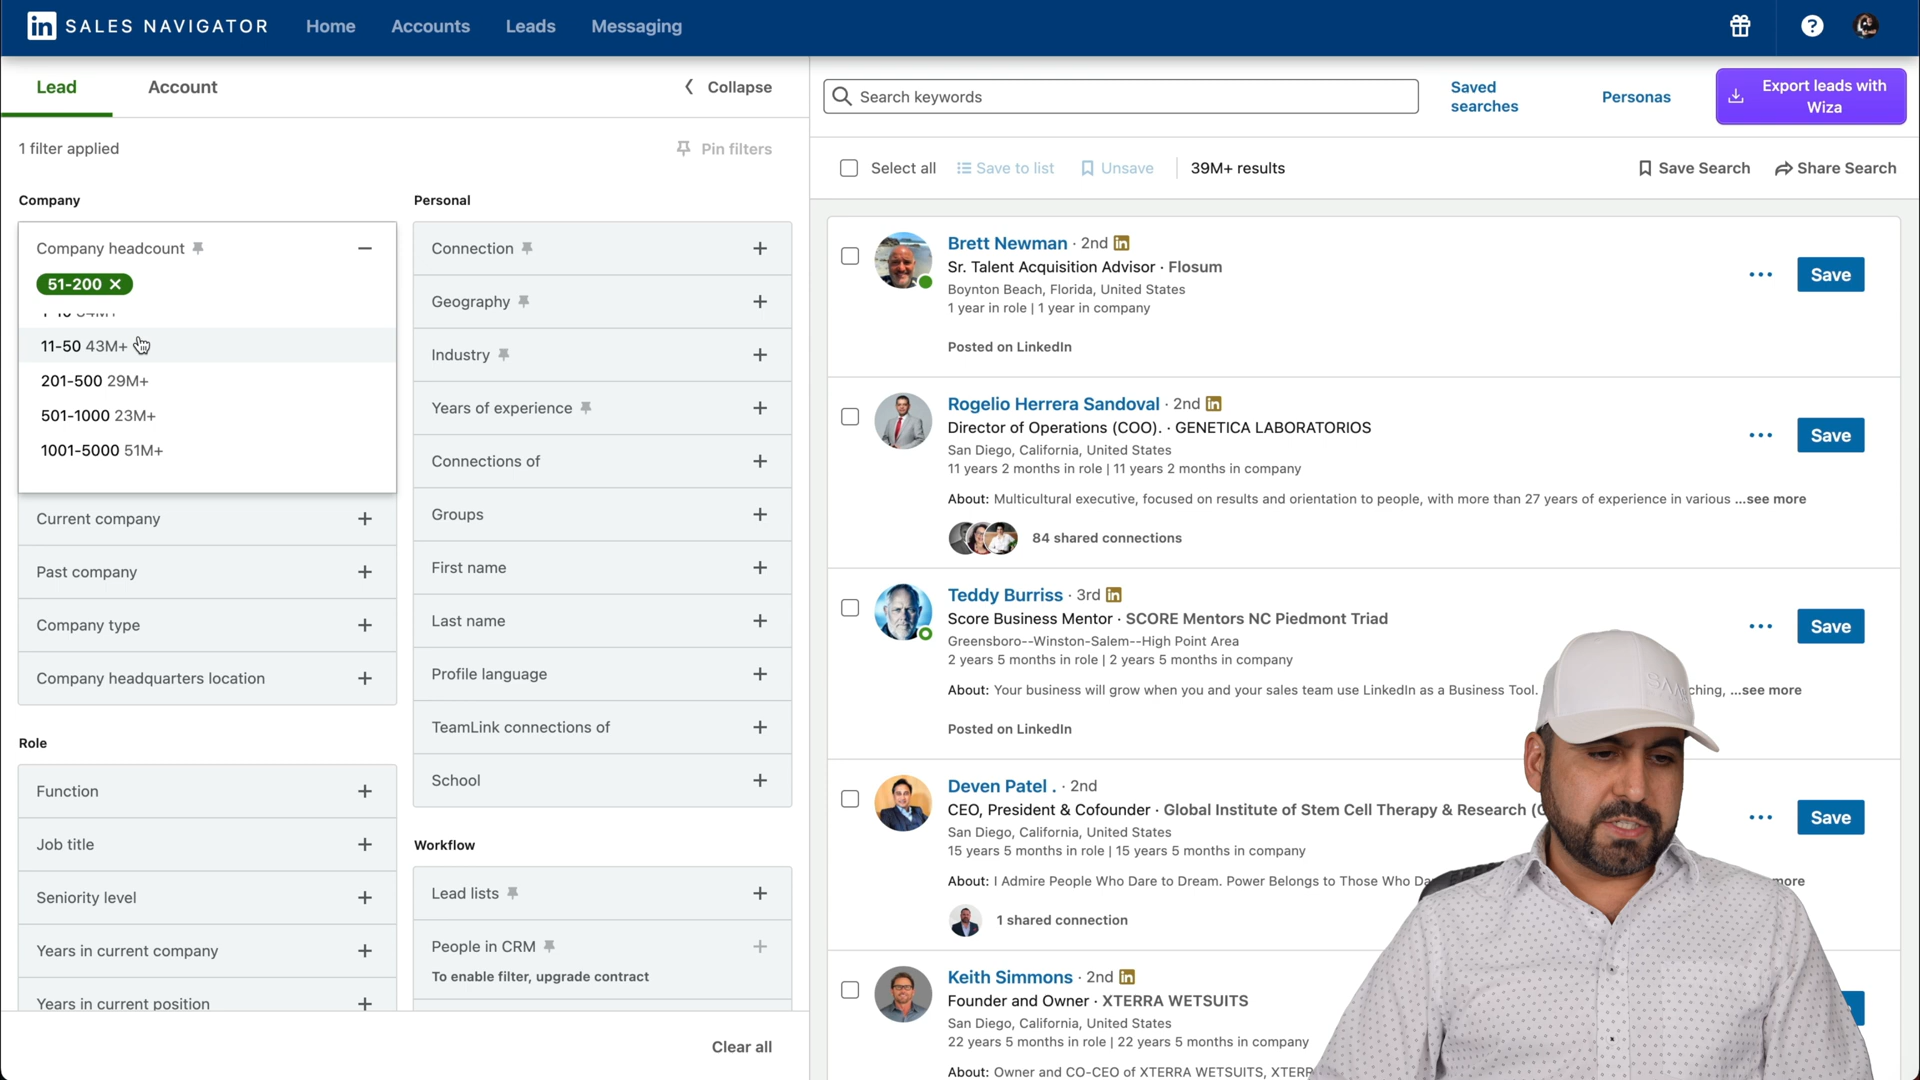 in SALES NAVIGATOR
Home
Accounts
Leads
Messaging
?
Lead
Account
Collapse
1 filter applied
Pin filters
Company
Company headcount
51-200
11-50 43M+
201-500 29M+
501-1000 23M+
1001-5000 51M+
Current company
Past company
Company type
Company headquarters location
Role
Function
Job title
Seniority level
Years in current company
Years in current position
Personal
Connection
Geography
Industry
Years of experience
Connections of
Groups
First name
Last name
Profile language
TeamLink connections of
School
Workflow
Lead lists
People in CRM
To enable filter, upgrade contract
Clear all
Search keywords
Saved
searches
Personas
Export leads with
Wiza
Select all
Save to list
Unsave
39M+ results
Save Search
Share Search
Brett Newman · 2nd in
Sr. Talent Acquisition Advisor · Flosum
Boynton Beach, Florida, United States
1 year in role | 1 year in company
Posted on LinkedIn
Save
Rogelio Herrera Sandoval · 2nd in
Director of Operations (COO). · GENETICA LABORATORIOS
San Diego, California, United States
11 years 2 months in role | 11 years 2 months in company
About: Multicultural executive, focused on results and orientation to people, with more than 27 years of experience in various ...see more
84 shared connections
Save
Teddy Burriss · 3rd in
Score Business Mentor · SCORE Mentors NC Piedmont Triad
Greensboro--Winston-Salem--High Point Area
2 years 5 months in role | 2 years 5 months in company
About: Your business will grow when you and your sales team use LinkedIn as a Business Tool. ...see more
Posted on LinkedIn
Save
Deven Patel . · 2nd
CEO, President & Cofounder · Global Institute of Stem Cell Therapy & Research
San Diego, California, United States
15 years 5 months in role | 15 years 5 months in company
About: I Admire People Who Dare to Dream. Power Belongs to Those Who more
1 shared connection
Save
Keith Simmons · 2nd in
Founder and Owner · XTERRA WETSUITS
San Diego, California, United States
22 years 5 months in role | 22 years 5 months in company
About: Owner and CO-CEO of XTERRA WETSUITS,